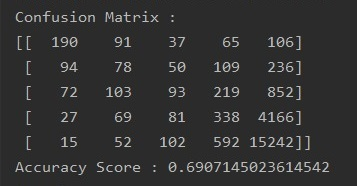 Confusion Matrix :
[[  190    91    37    65   106]
 [   94    78    50   109   236]
 [   72   103    93   219   852]
 [   27    69    81   338  4166]
 [   15    52   102   592 15242]]
Accuracy Score : 0.6907145023614542